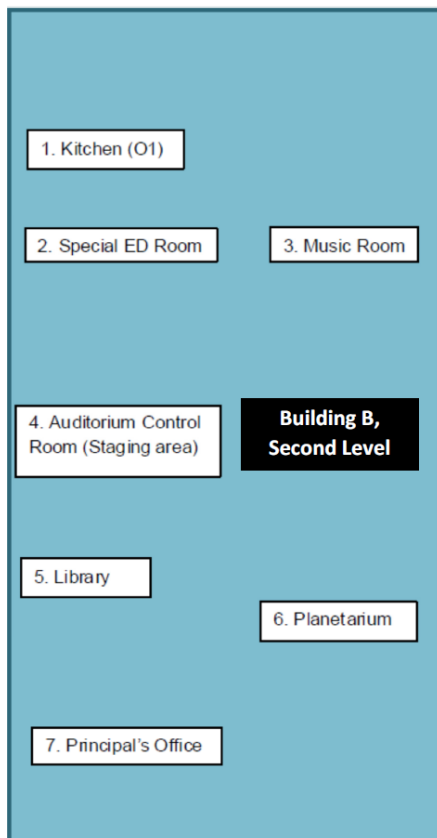 1. Kitchen (O1)
2. Special ED Room
3. Music Room
4. Auditorium Control
Room (Staging area)
Building B,
Second Level
5. Library
6. Planetarium
7. Principal's Office